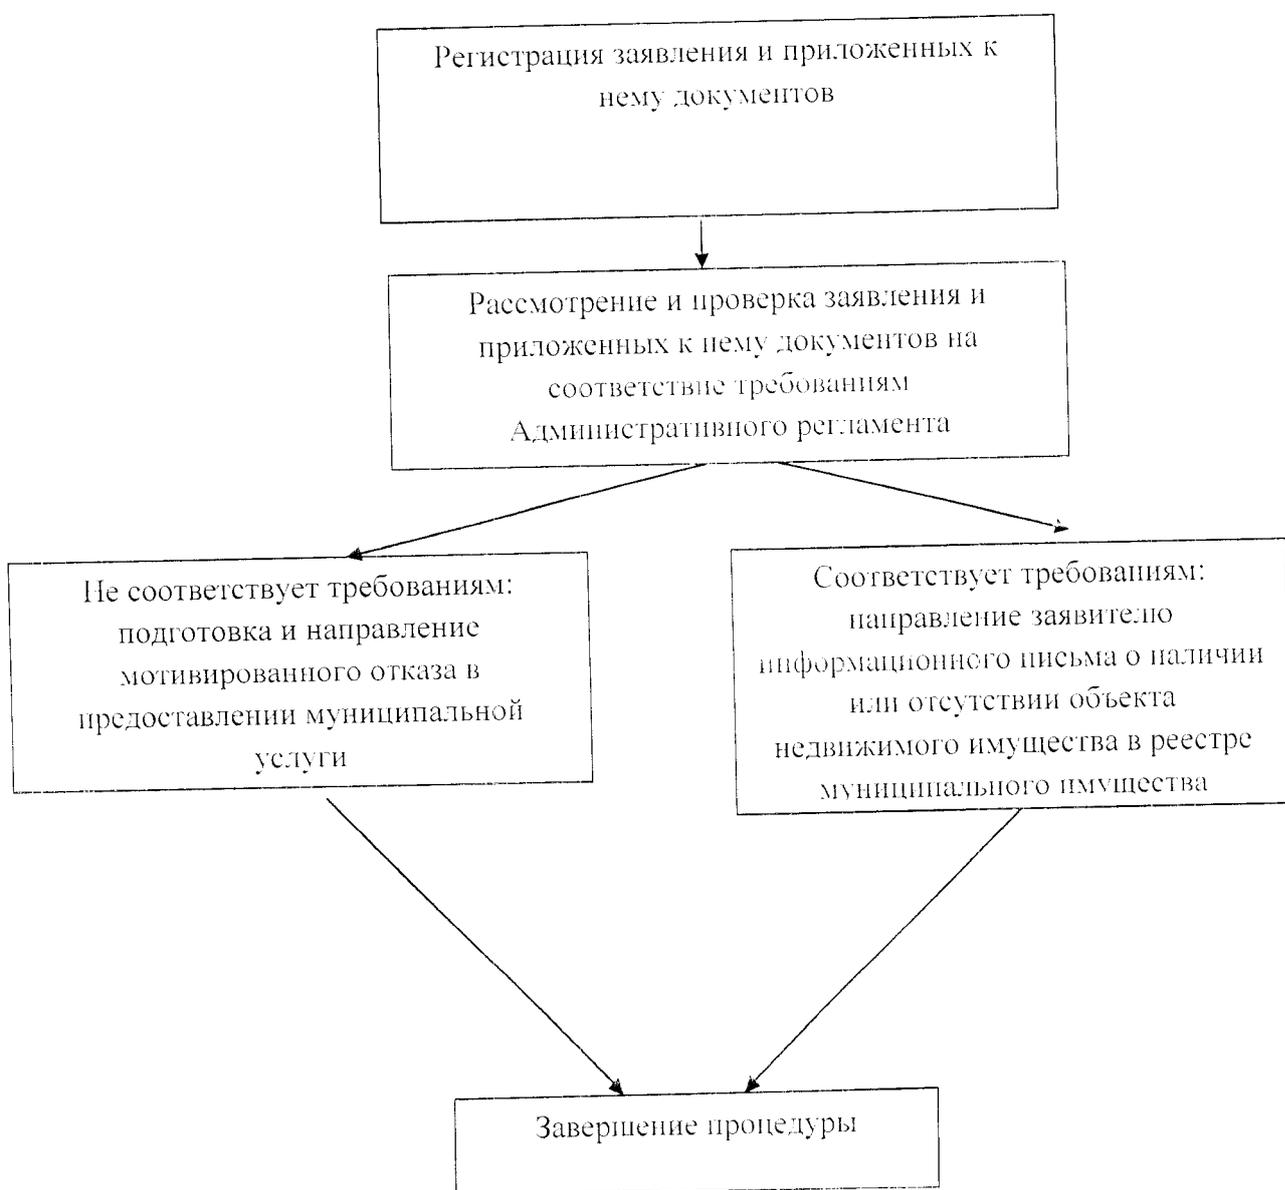 Регистрация заявления и приложенных к
нему документов
Рассмотрение и проверка заявления и
приложенных к нему документов на
соответствие требованиям
Административного регламента
Не соответствует требованиям:
подготовка и направление
мотивированного отказа в
предоставлении муниципальной
услуги
Соответствует требованиям:
направление заявителю
информационного письма о наличии
или отсутствии объекта
недвижимого имущества в реестре
муниципального имущества
Завершение процедуры